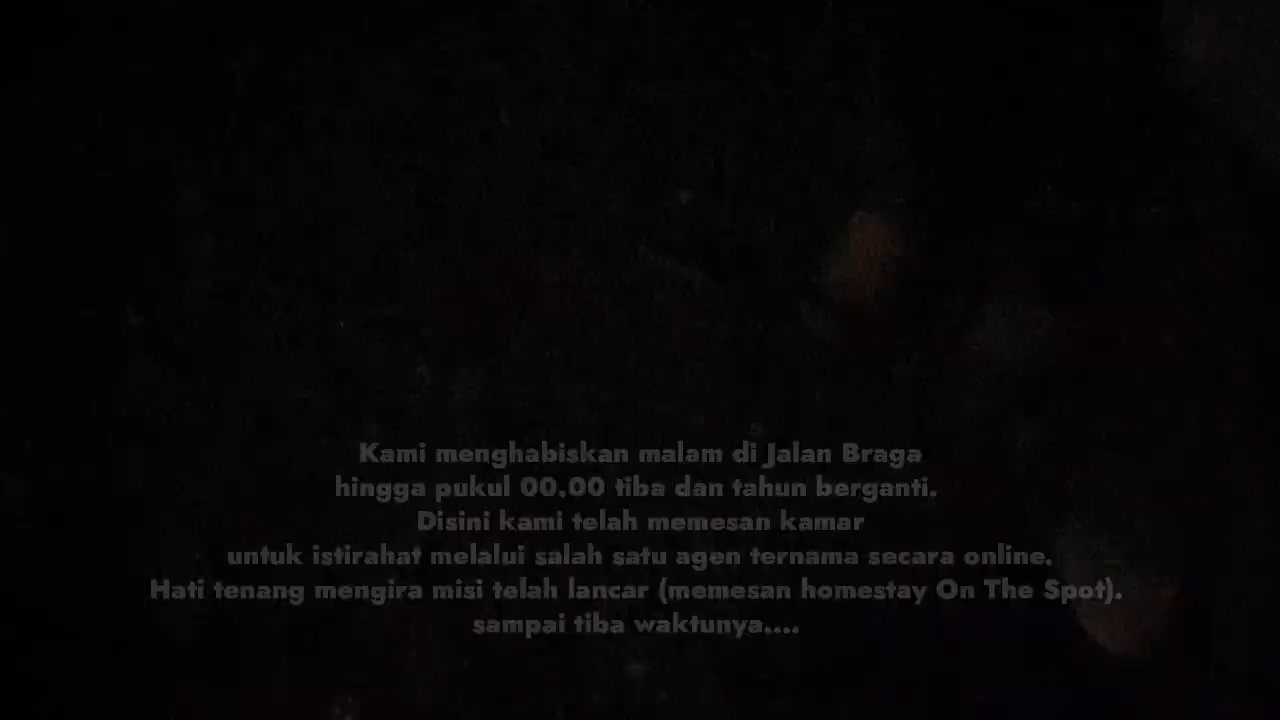 Kami menghabiskan malam di Jalan Braga
hingga pukul 00.00 tiba dan tahun berganti.
Disini kami telah memesan kamar
untuk istirahat melalui salah satu agen ternama secara online.
Hati tenang mengira misi telah lancar (memesan homestay On The Spot).
sampai tiba waktunya....